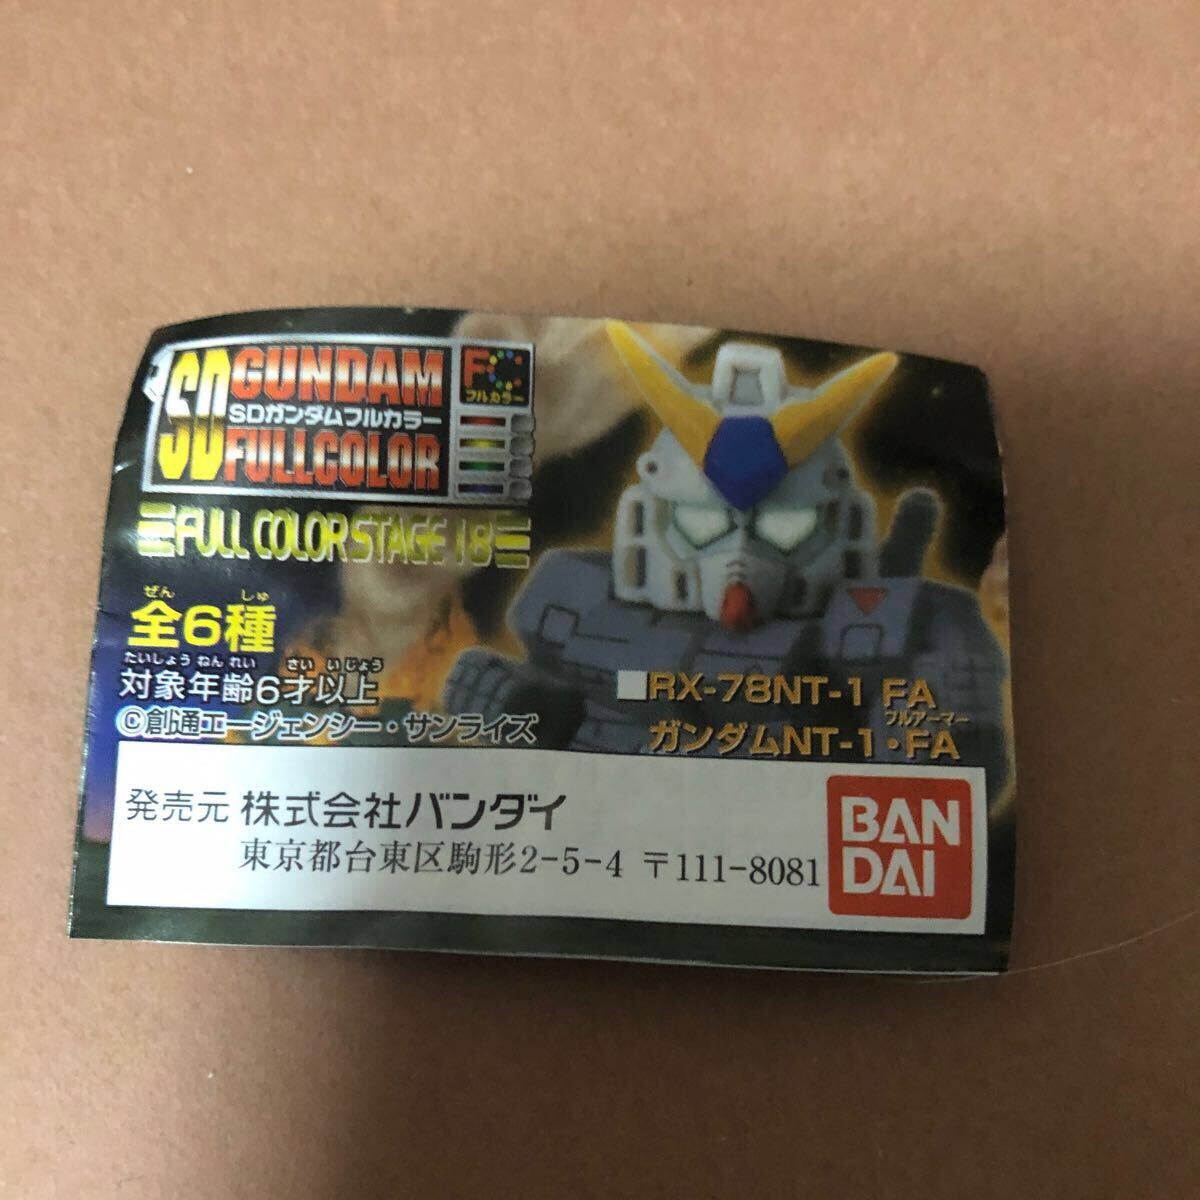 SD GUNDAM
SDガンダムフルカラー
FULLCOLOR
FC
フルカラー
FULL COLOR STAGE 18
ぜん しゅ
全6種
たいしょう ねん れい さい い じょう
対象年齢6才以上
©創通エージェンシー・サンライズ
■RX-78NT-1 FA
フルアーマー
ガンダムNT-1・FA
発売元 株式会社バンダイ
東京都台東区駒形2-5-4 〒111-8081
BAN
DAI